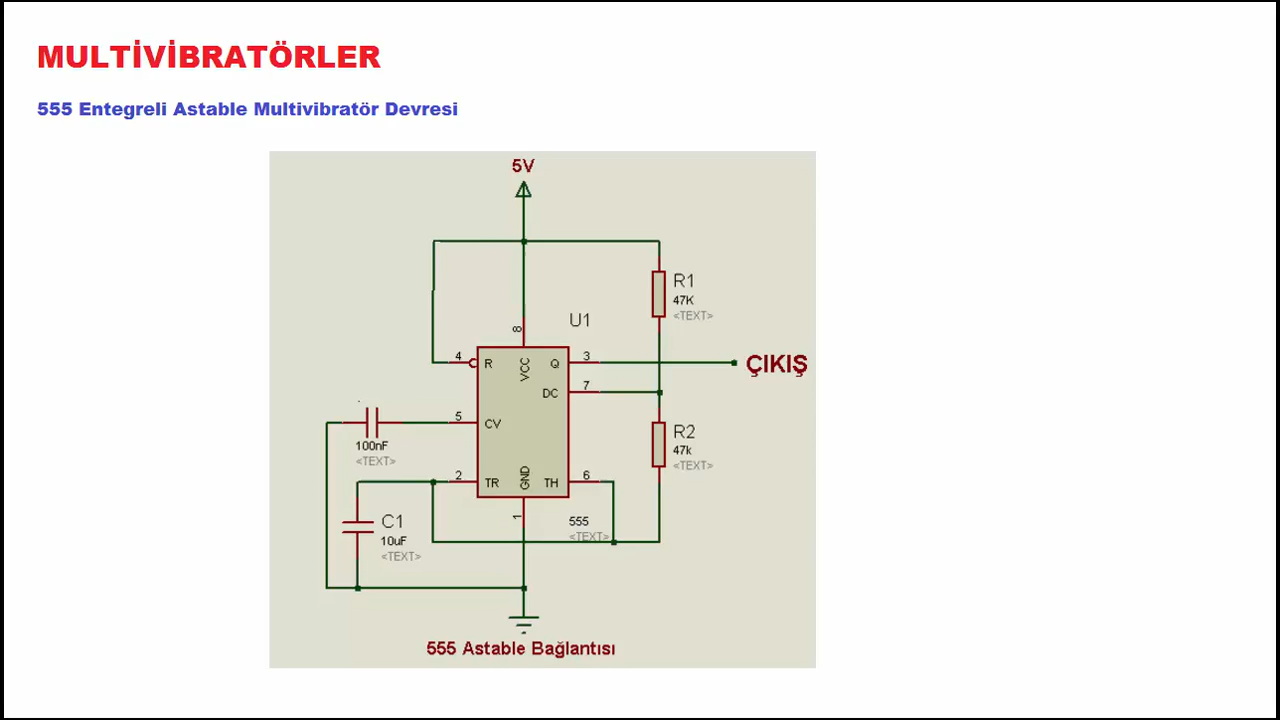 MULTİVİBRATÖRLER
555 Entegreli Astable Multivibratör Devresi
5V
R1
47K
<TEXT>
U1
8
4
R
VCC
Q
3
ÇIKIŞ
7
DC
5
CV
100nF
<TEXT>
R2
47k
<TEXT>
2
TR
GND
TH
6
1
555
<TEXT>
C1
10uF
<TEXT>
555 Astable Bağlantısı